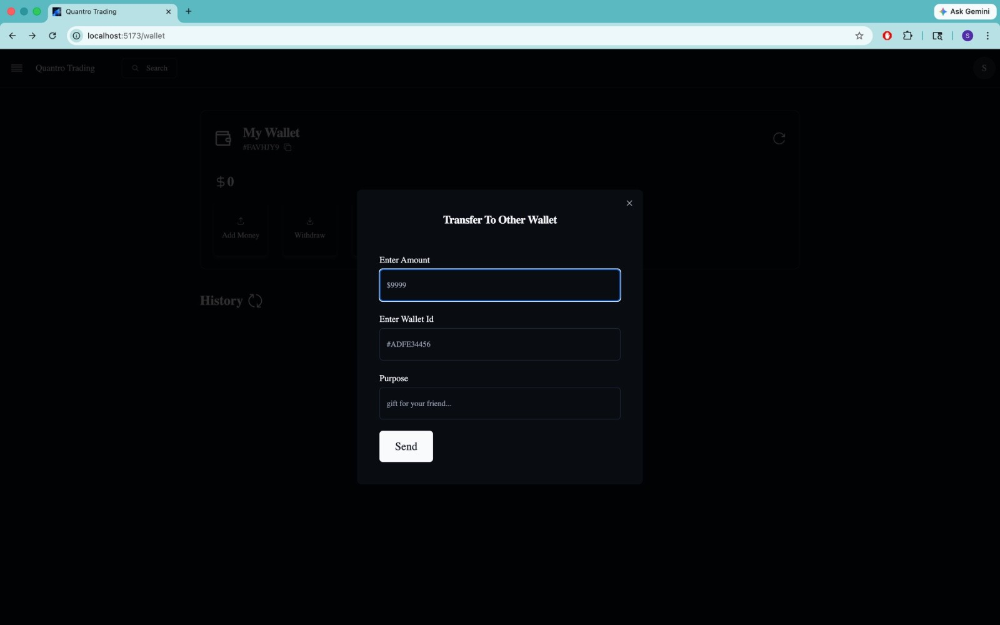 Quantro Trading
Ask Gemini
localhost:5173/wallet
S
Quantro Trading
Search
S
My Wallet
#FAVHJY9
$0
Add Money
Withdraw
Transfer To Other Wallet
Enter Amount
$9999
Enter Wallet Id
#ADFE34456
Purpose
gift for your friend...
Send
History